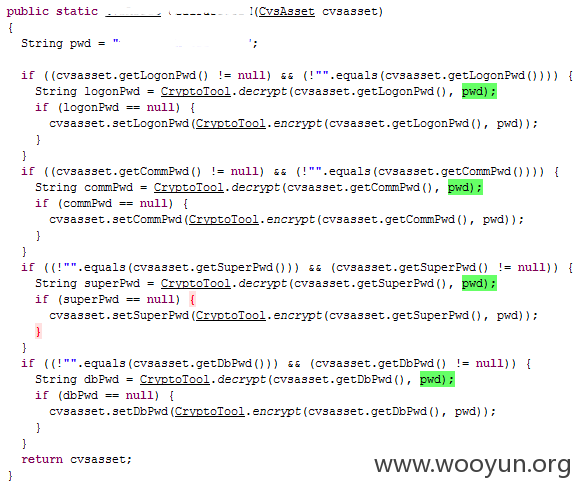 public static (CvsAsset cvsasset)
{
String pwd = " ";
if ((cvsasset.getLogonPwd() != null) && (!"".equals(cvsasset.getLogonPwd()))) {
String logonPwd = CryptoTool.decrypt(cvsasset.getLogonPwd(), pwd);
if (logonPwd == null) {
cvsasset.setLogonPwd(CryptoTool.encrypt(cvsasset.getLogonPwd(), pwd));
}
}
if ((cvsasset.getCommPwd() != null) && (!"".equals(cvsasset.getCommPwd()))) {
String commPwd = CryptoTool.decrypt(cvsasset.getCommPwd(), pwd);
if (commPwd == null) {
cvsasset.setCommPwd(CryptoTool.encrypt(cvsasset.getCommPwd(), pwd));
}
}
if ((!"".equals(cvsasset.getSuperPwd())) && (cvsasset.getSuperPwd() != null)) {
String superPwd = CryptoTool.decrypt(cvsasset.getSuperPwd(), pwd);
if (superPwd == null) {
cvsasset.setSuperPwd(CryptoTool.encrypt(cvsasset.getSuperPwd(), pwd));
}
}
if ((!"".equals(cvsasset.getDbPwd())) && (cvsasset.getDbPwd() != null)) {
String dbPwd = CryptoTool.decrypt(cvsasset.getDbPwd(), pwd);
if (dbPwd == null) {
cvsasset.setDbPwd(CryptoTool.encrypt(cvsasset.getDbPwd(), pwd));
}
}
return cvsasset;
}
www.wooyun.org